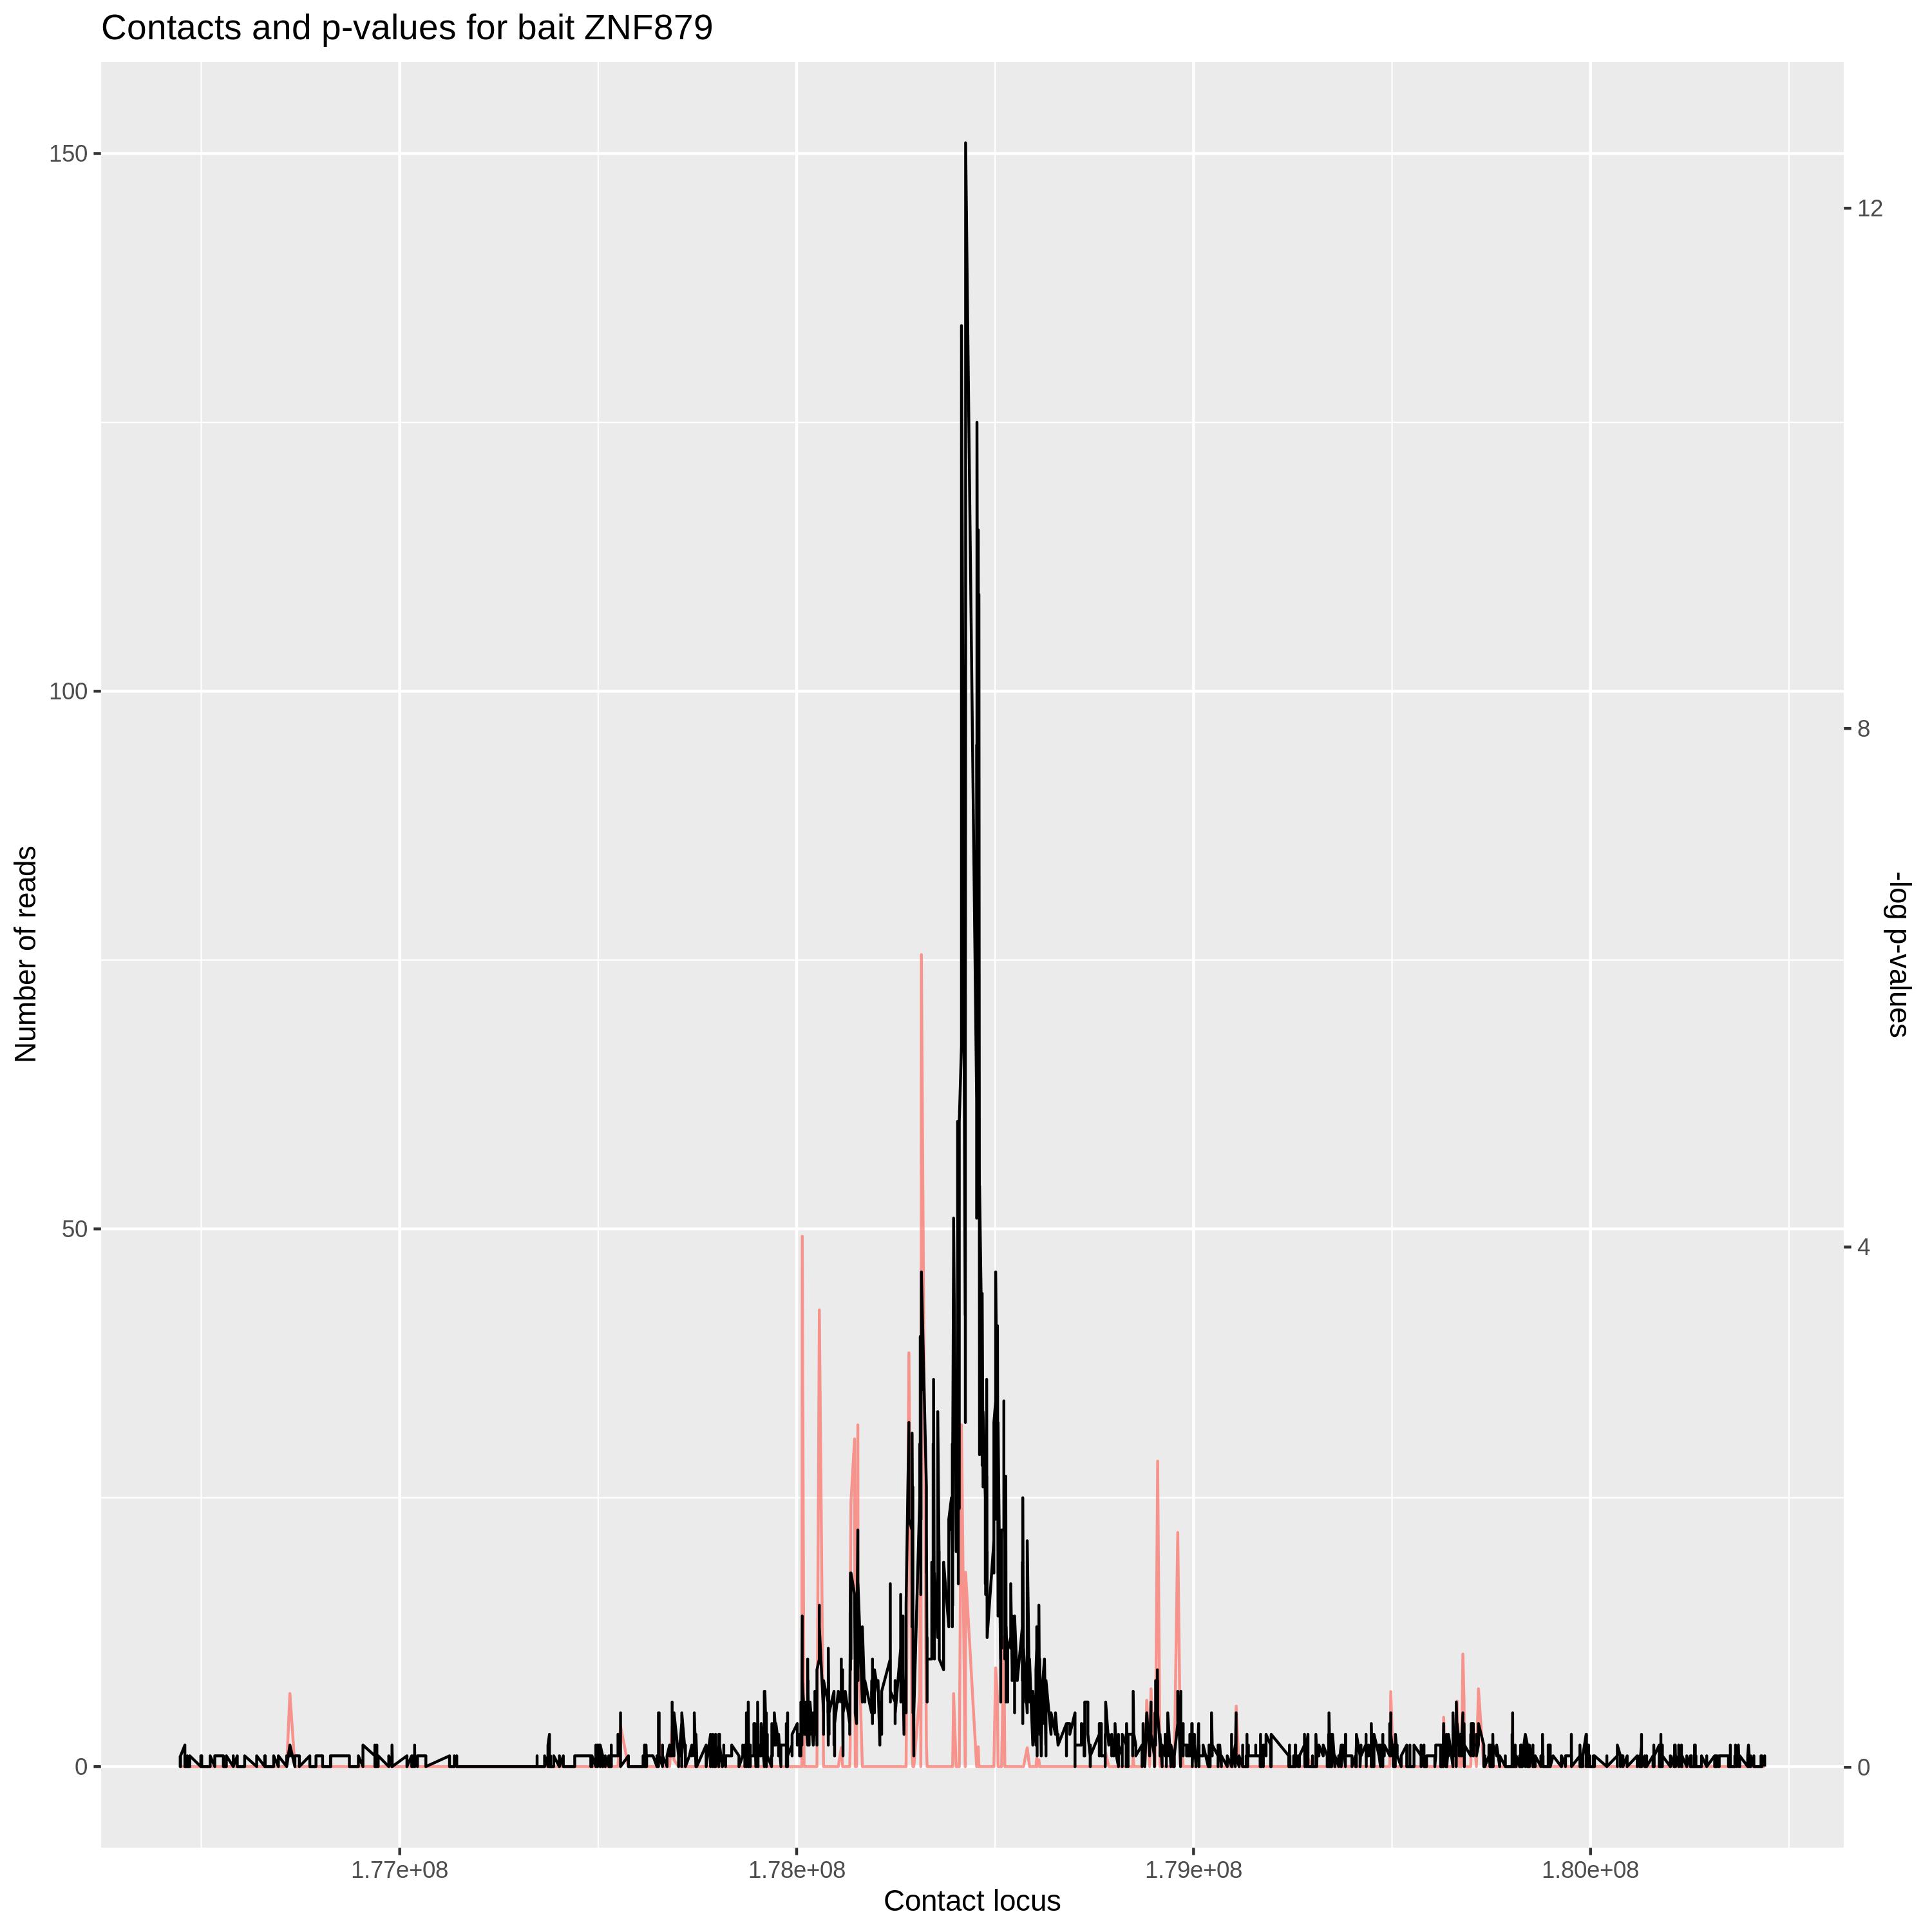 Contacts and p-values for bait ZNF879
150
100
50
0
Number of reads
12
8
4
0
-log p-values
1.77e+08
1.78e+08
1.79e+08
1.80e+08
Contact locus